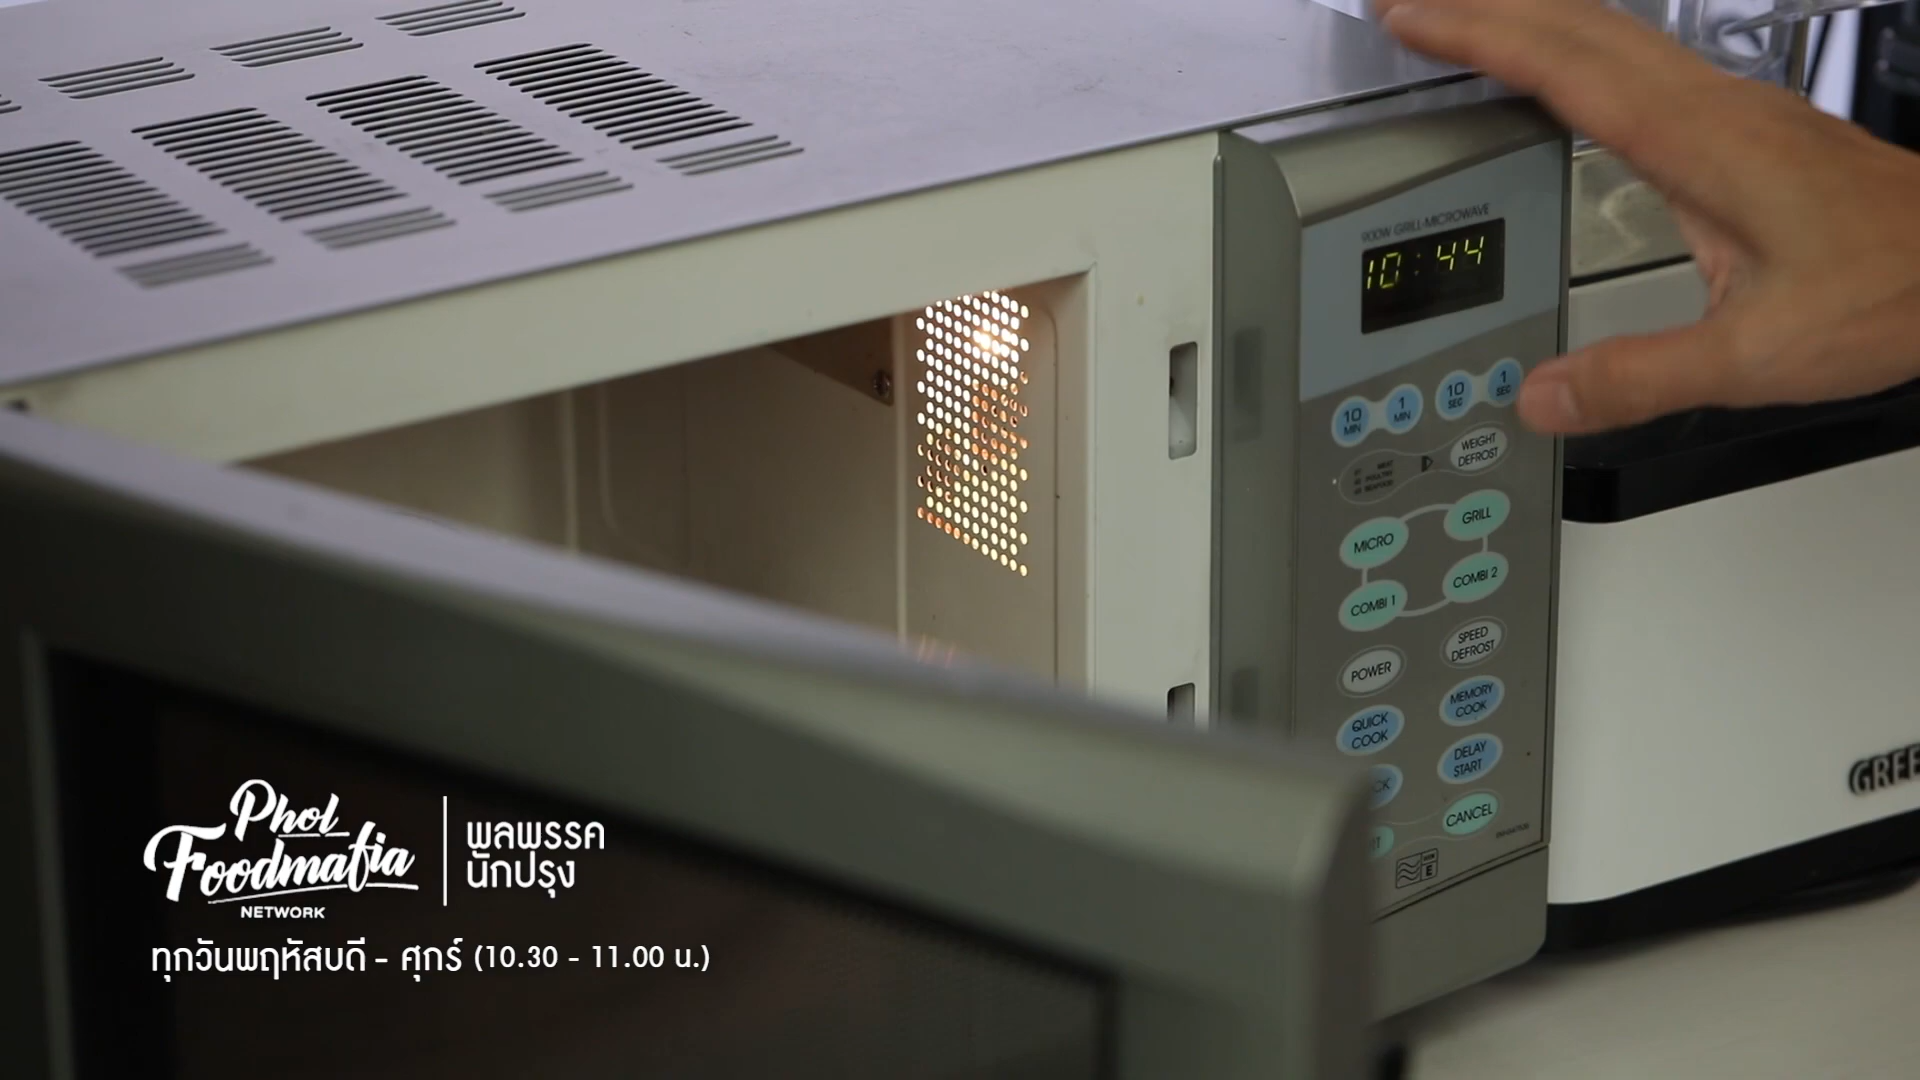 900W GRILL-MICROWAVE
10:44
10 MIN
1 MIN
10 SEC
1 SEC
MEAT
POULTRY
SEAFOOD
WEIGHT
DEFROST
MICRO
GRILL
COMBI 1
COMBI 2
POWER
SPEED
DEFROST
QUICK
COOK
MEMORY
COOK
DELAY
START
CANCEL
E
Phol
Foodmafia
NETWORK
พลพรรค
นักปรุง
ทุกวันพฤหัสบดี - ศุกร์ (10.30 - 11.00 น.)